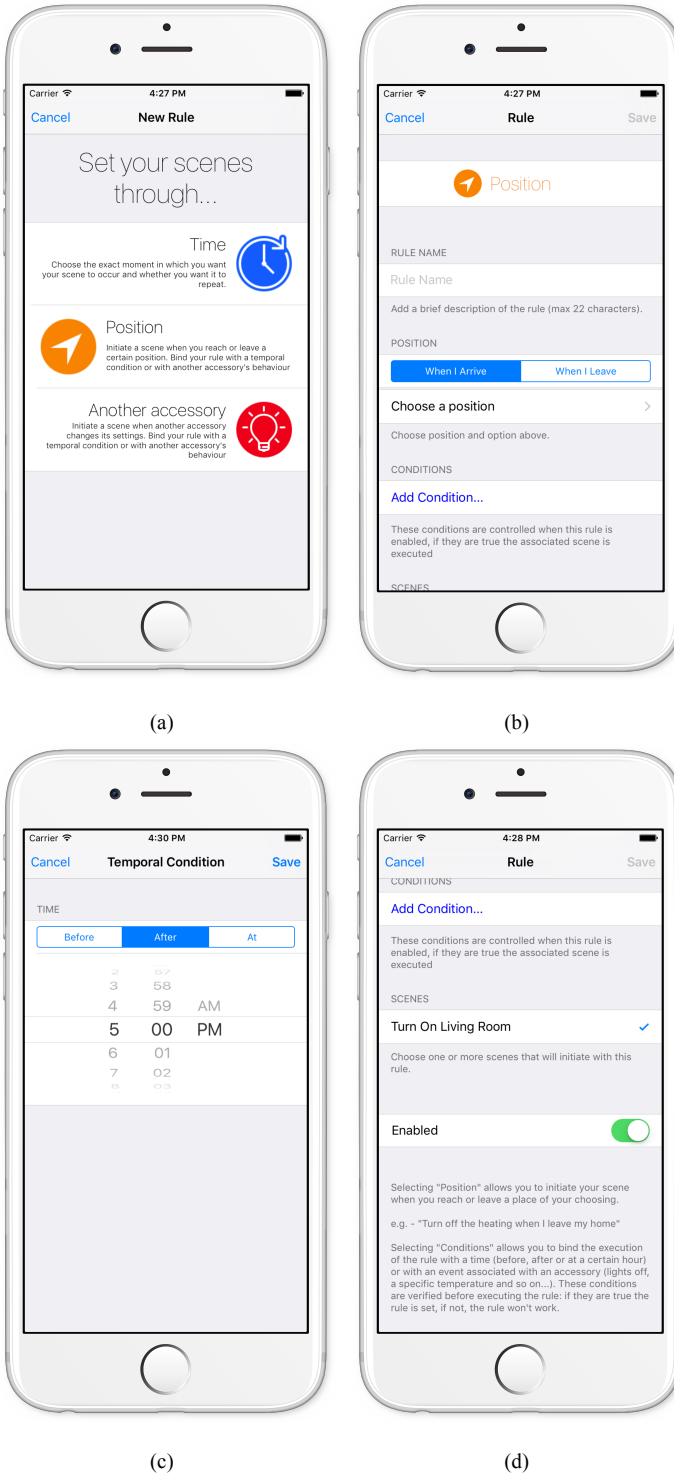 Carrier 4:27 PM
Cancel New Rule
Set your scenes
through...
Time
Choose the exact moment in which you want
your scene to occur and whether you want it to
repeat.
Position
Initiate a scene when you reach or leave a
certain position. Bind your rule with a temporal
condition or with another accessory's behaviour
Another accessory
Initiate a scene when another accessory
changes its settings. Bind your rule with a
temporal condition or with another accessory's
behaviour
(a)
Carrier 4:27 PM
Cancel Rule Save
Position
RULE NAME
Rule Name
Add a brief description of the rule (max 22 characters).
POSITION
When I Arrive When I Leave
Choose a position
Choose position and option above.
CONDITIONS
Add Condition...
These conditions are controlled when this rule is
enabled, if they are true the associated scene is
executed
SCENES
(b)
Carrier 4:30 PM
Cancel Temporal Condition Save
TIME
Before After At
2 57
3 58
4 59 AM
5 00 PM
6 01
7 02
8 03
(c)
Carrier 4:28 PM
Cancel Rule Save
CONDITIONS
Add Condition...
These conditions are controlled when this rule is
enabled, if they are true the associated scene is
executed
SCENES
Turn On Living Room
Choose one or more scenes that will initiate with this
rule.
Enabled
Selecting "Position" allows you to initiate your scene
when you reach or leave a place of your choosing.
e.g. - "Turn off the heating when I leave my home"
Selecting "Conditions" allows you to bind the execution
of the rule with a time (before, after or at a certain hour)
or with an event associated with an accessory (lights off,
a specific temperature and so on...). These conditions
are verified before executing the rule: if they are true the
rule is set, if not, the rule won't work.
(d)